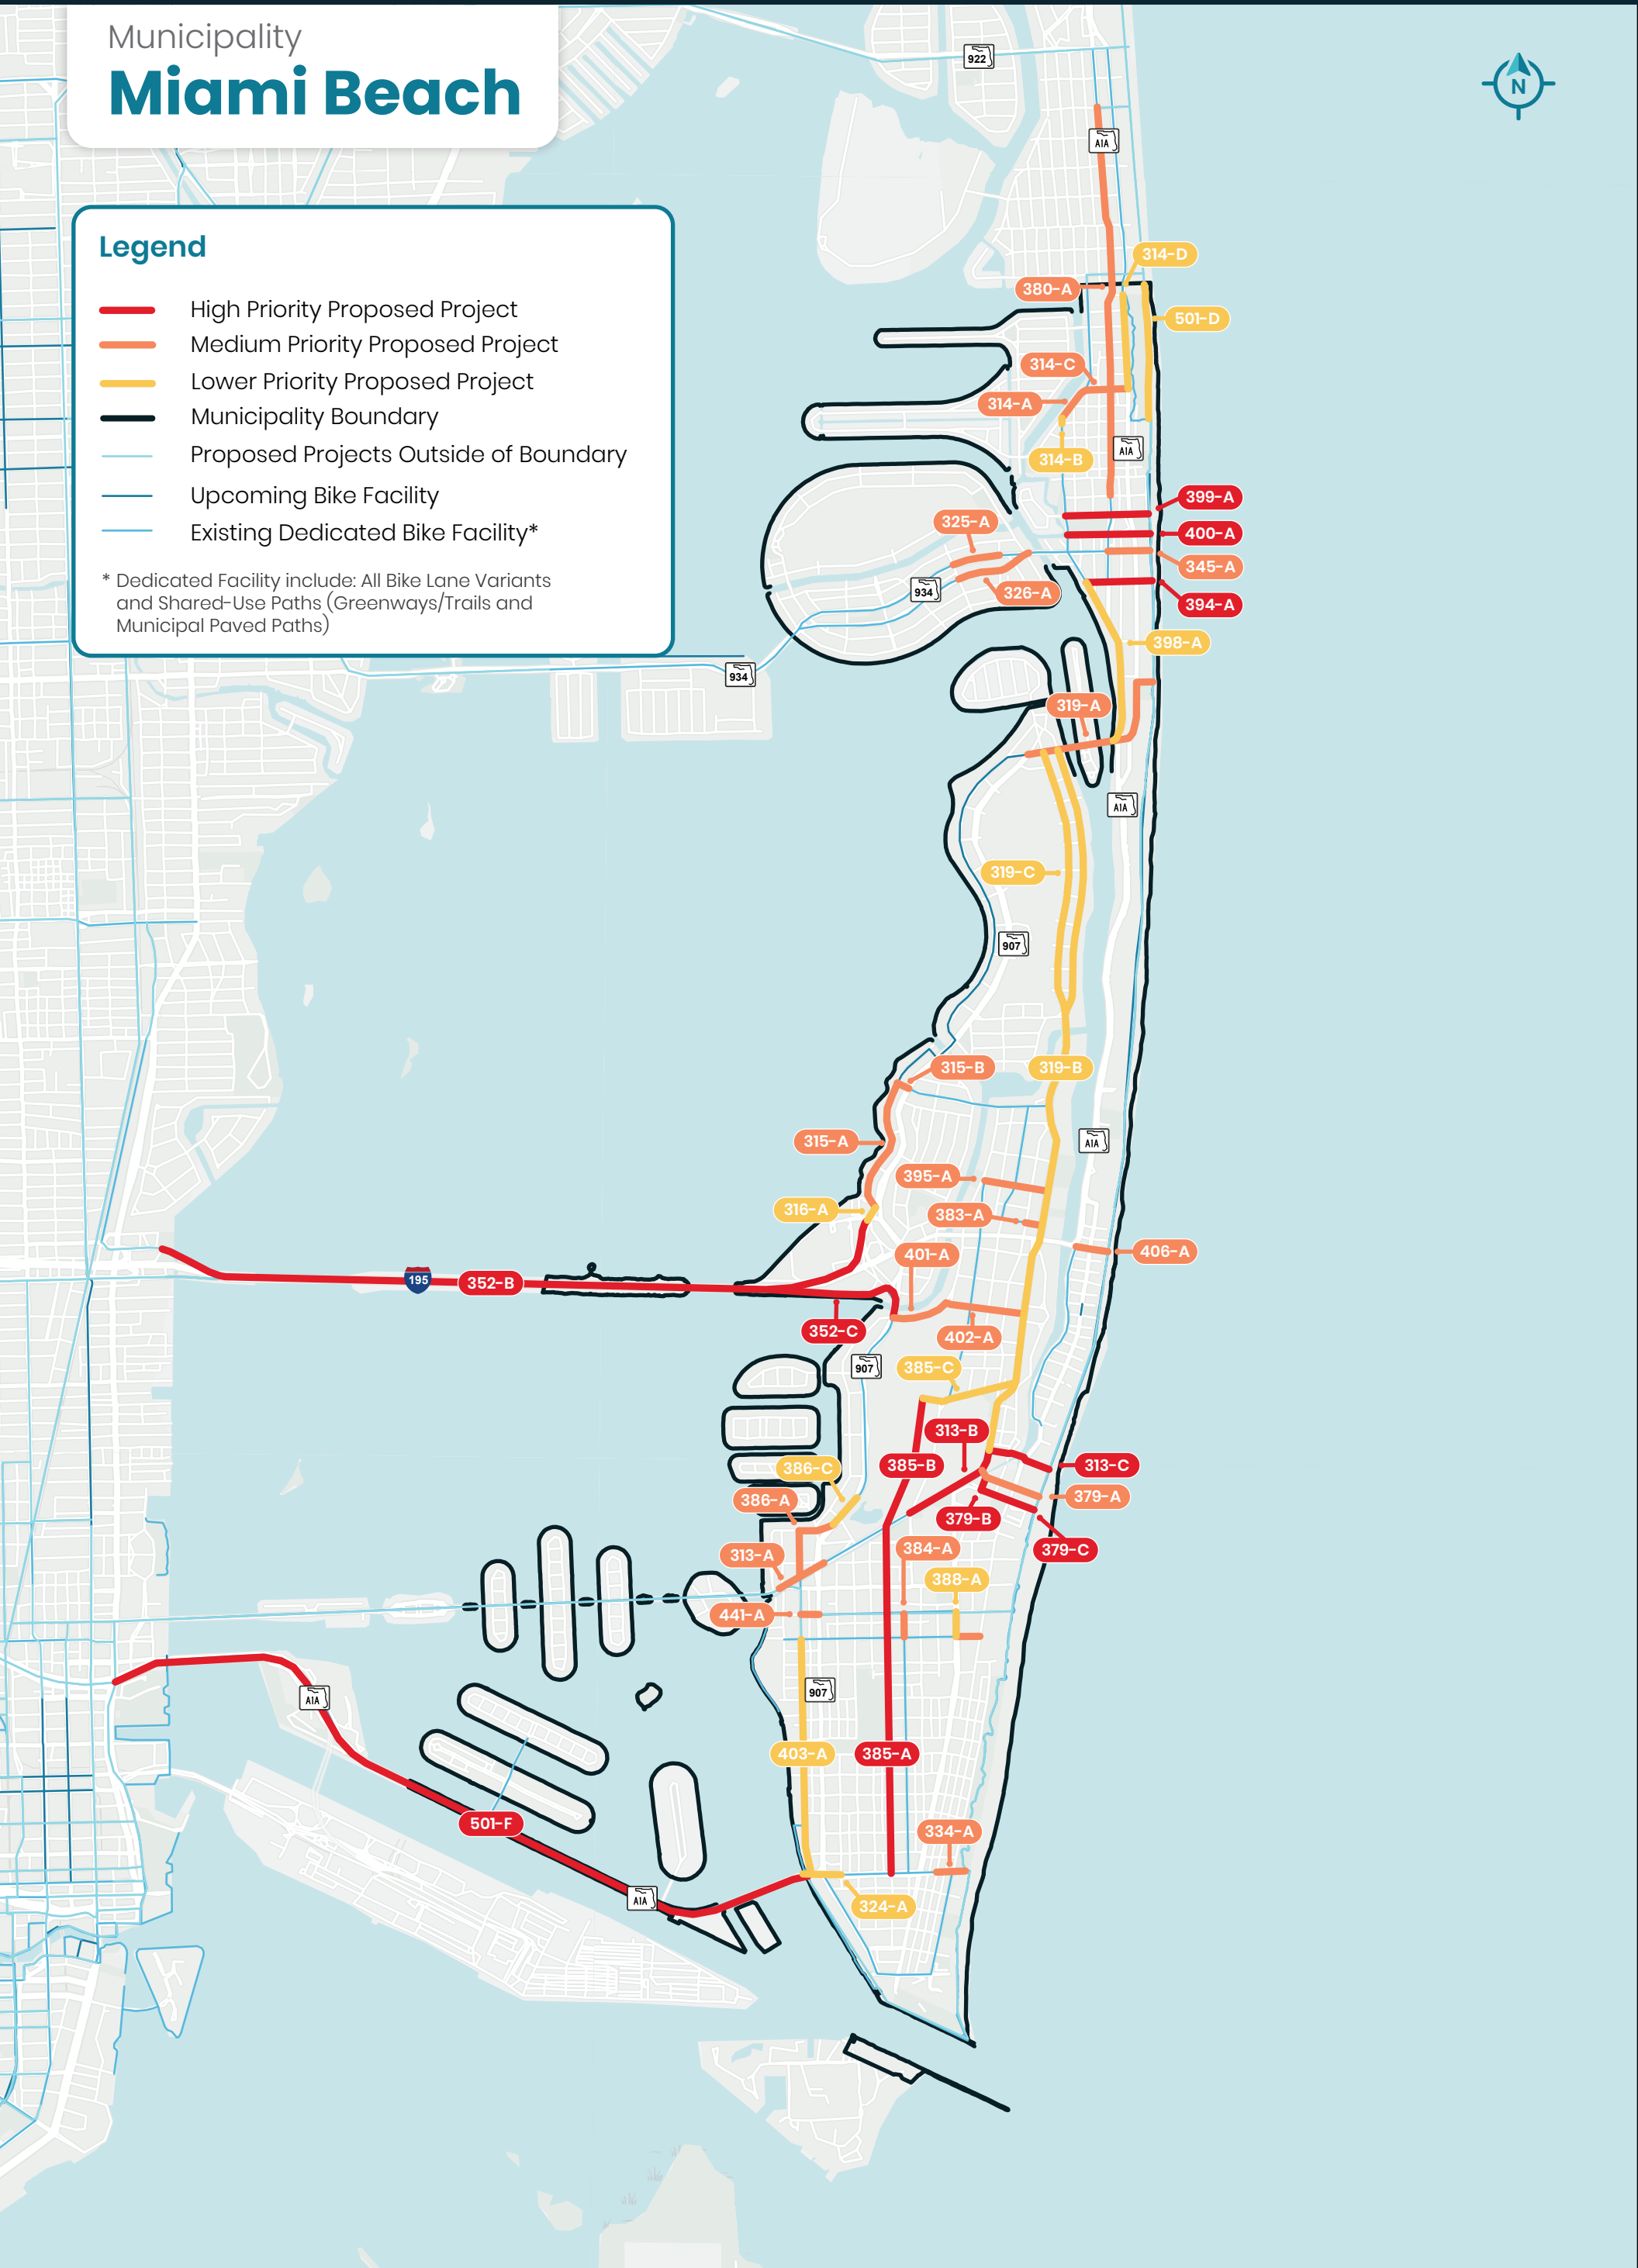 Municipality
Miami Beach
N
Legend
High Priority Proposed Project
Medium Priority Proposed Project
Lower Priority Proposed Project
Municipality Boundary
Proposed Projects Outside of Boundary
Upcoming Bike Facility
Existing Dedicated Bike Facility*
* Dedicated Facility include: All Bike Lane Variants
and Shared-Use Paths (Greenways/Trails and
Municipal Paved Paths)
922
A1A
314-D
380-A
501-D
314-C
314-A
A1A
314-B
399-A
325-A
400-A
345-A
934
326-A
394-A
398-A
934
319-A
A1A
319-C
907
315-B
319-B
315-A
A1A
395-A
316-A
383-A
401-A
406-A
195
352-B
352-C
402-A
907
385-C
313-B
386-C
385-B
313-C
386-A
379-A
379-B
313-A
384-A
379-C
388-A
441-A
907
A1A
403-A
385-A
501-F
334-A
A1A
324-A